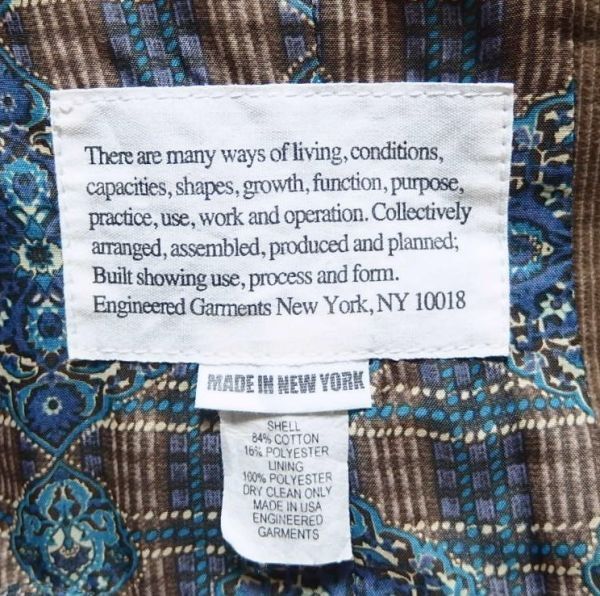 There are many ways of living, conditions,
capacities, shapes, growth, function, purpose,
practice, use, work and operation. Collectively
arranged, assembled, produced and planned;
Built showing use, process and form.
Engineered Garments New York, NY 10018
MADE IN NEW YORK
SHELL
84% COTTON
16% POLYESTER
LINING
100% POLYESTER
DRY CLEAN ONLY
MADE IN USA
ENGINEERED
GARMENTS